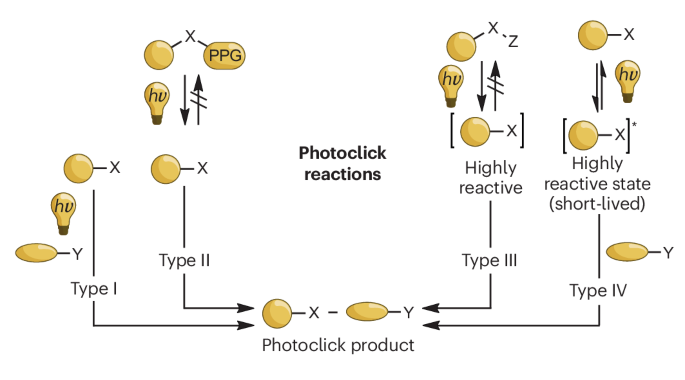 X
PPG
hν
X
X
hν
Y
Type I
Type II
Photoclick
reactions
X
Z
hν
[ –X]
Highly
reactive
Type III
X
hν
[ –X]*
Highly
reactive state
(short-lived)
Y
Type IV
X – Y
Photoclick product